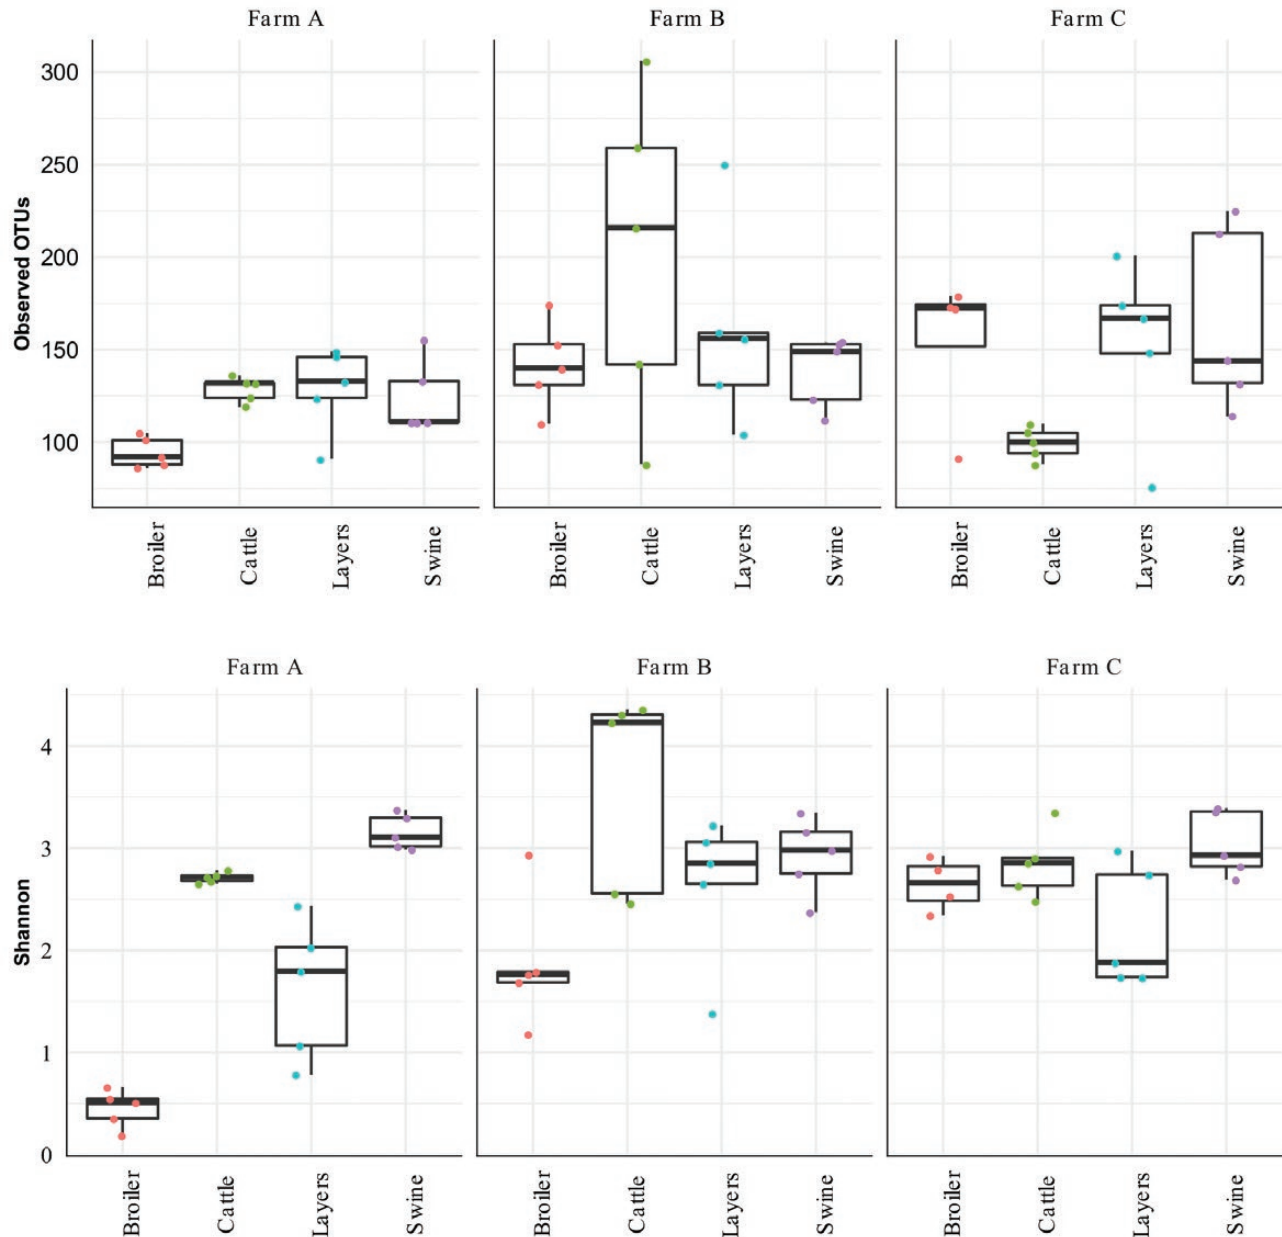 Farm A Farm B Farm C
300
250
200
150
100
Observed OTUs
Broiler Cattle Layers Swine Broiler Cattle Layers Swine Broiler Cattle Layers Swine
Farm A Farm B Farm C
4
3
2
1
0
Shannon
Broiler Cattle Layers Swine Broiler Cattle Layers Swine Broiler Cattle Layers Swine